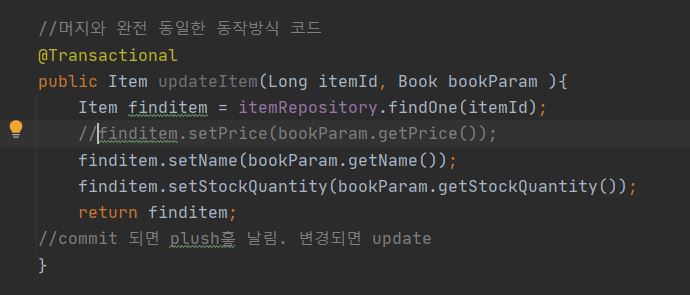 //머지와 완전 동일한 동작방식 코드
@Transactional
public Item updateItem(Long itemId, Book bookParam ){
Item finditem = itemRepository.findOne(itemId);
//finditem.setPrice(bookParam.getPrice());
finditem.setName(bookParam.getName());
finditem.setStockQuantity(bookParam.getStockQuantity());
return finditem;
//commit 되면 plush흘 날림. 변경되면 update
}